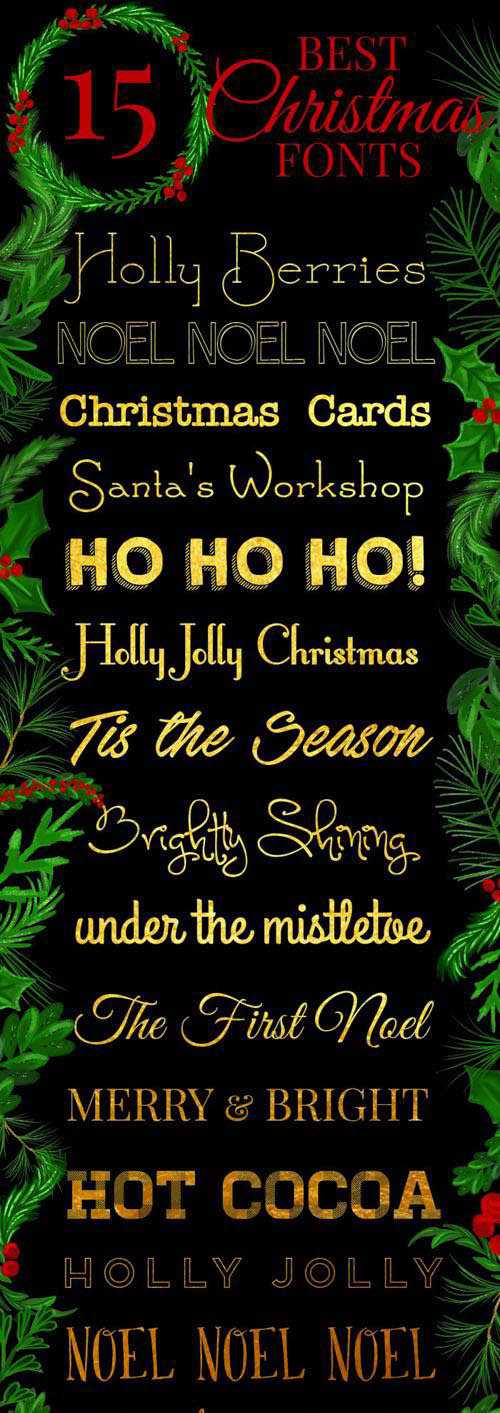 15
BEST
Christmas
FONTS
Holly Berries
NOEL NOEL NOEL
Christmas Cards
Santa's Workshop
HO HO HO!
Holly Jolly Christmas
Tis the Season
Brightly Shining
under the mistletoe
The First Noel
MERRY & BRIGHT
HOT COCOA
HOLLY JOLLY
NOEL NOEL NOEL